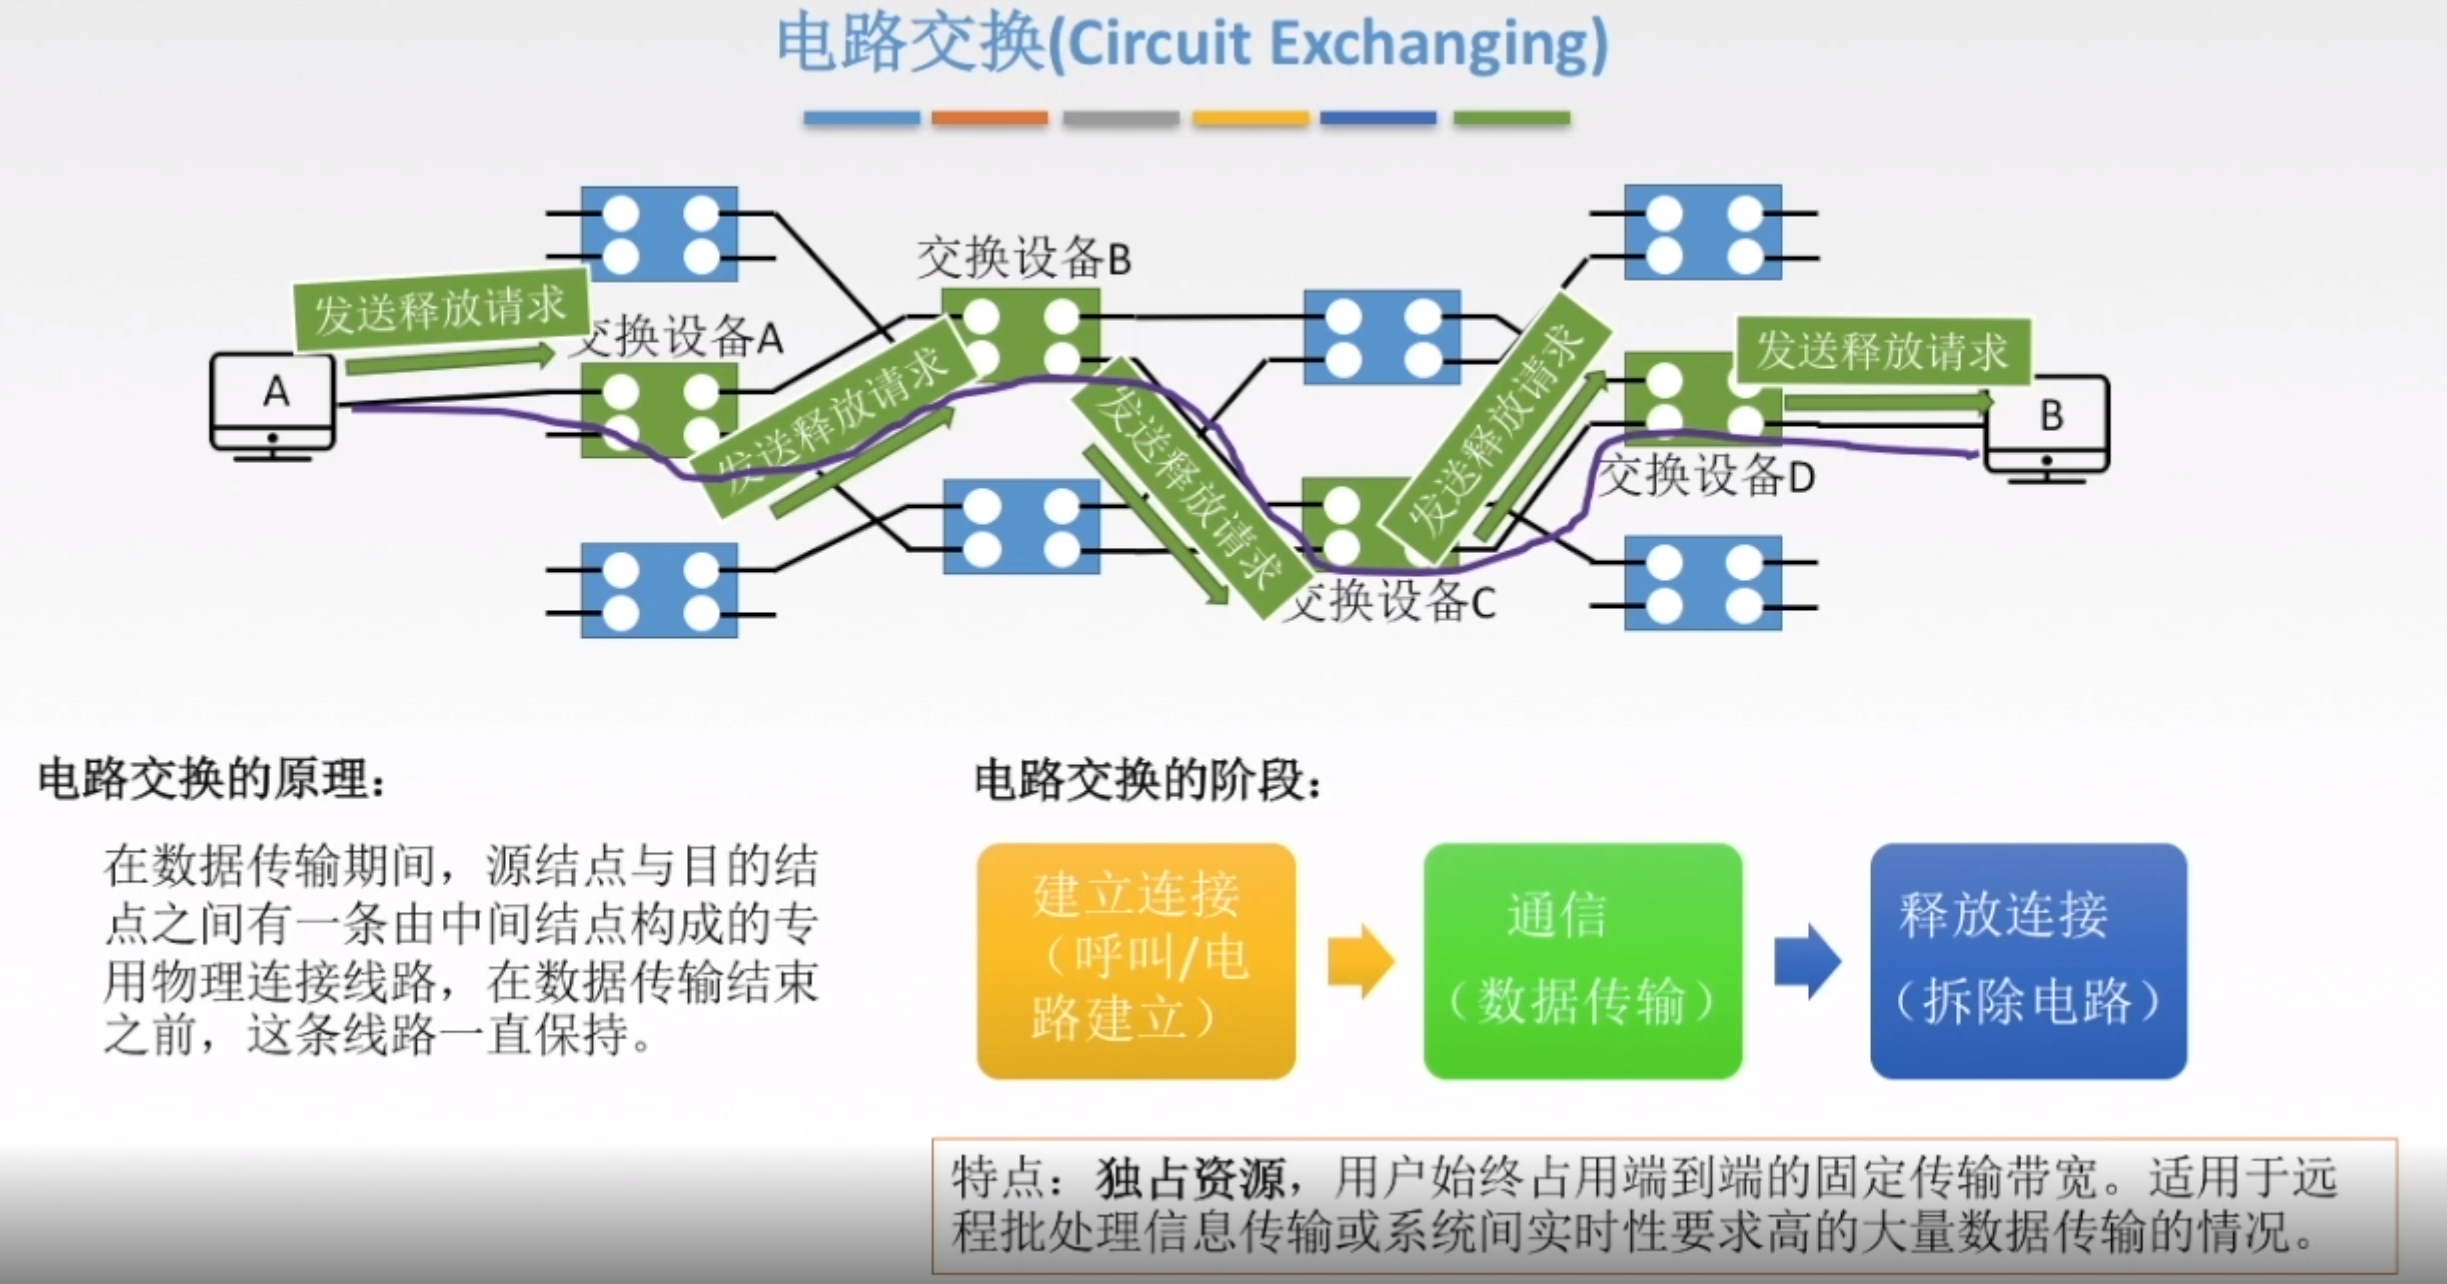 电路交换(Circuit Exchanging)
交换设备B
发送释放请求
交换设备A
发送释放请求
A
发送释放请求
发送释放请求
发送释放请求
B
交换设备D
交换设备C
电路交换的原理：
在数据传输期间，源结点与目的结
点之间有一条由中间结点构成的专
用物理连接线路，在数据传输结束
之前，这条线路一直保持。
电路交换的阶段：
建立连接
（呼叫/电
路建立）
通信
（数据传输）
释放连接
（拆除电路）
特点：独占资源，用户始终占用端到端的固定传输带宽。适用于远
程批处理信息传输或系统间实时性要求高的大量数据传输的情况。